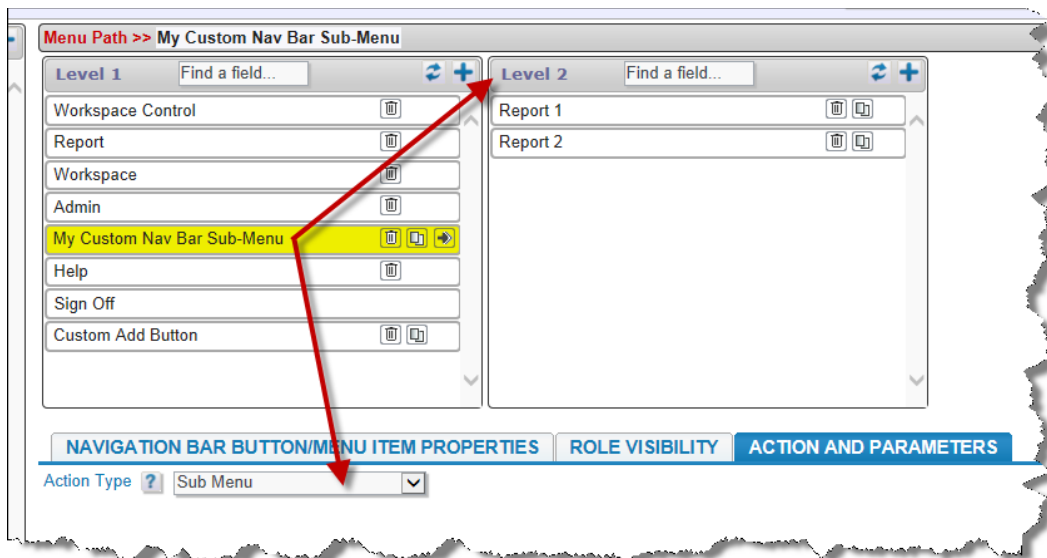 Menu Path >> My Custom Nav Bar Sub-Menu
Level 1 Find a field...
Workspace Control
Report
Workspace
Admin
My Custom Nav Bar Sub-Menu
Help
Sign Off
Custom Add Button
Level 2 Find a field...
Report 1
Report 2
NAVIGATION BAR BUTTON/MENU ITEM PROPERTIES ROLE VISIBILITY ACTION AND PARAMETERS
Action Type ? Sub Menu